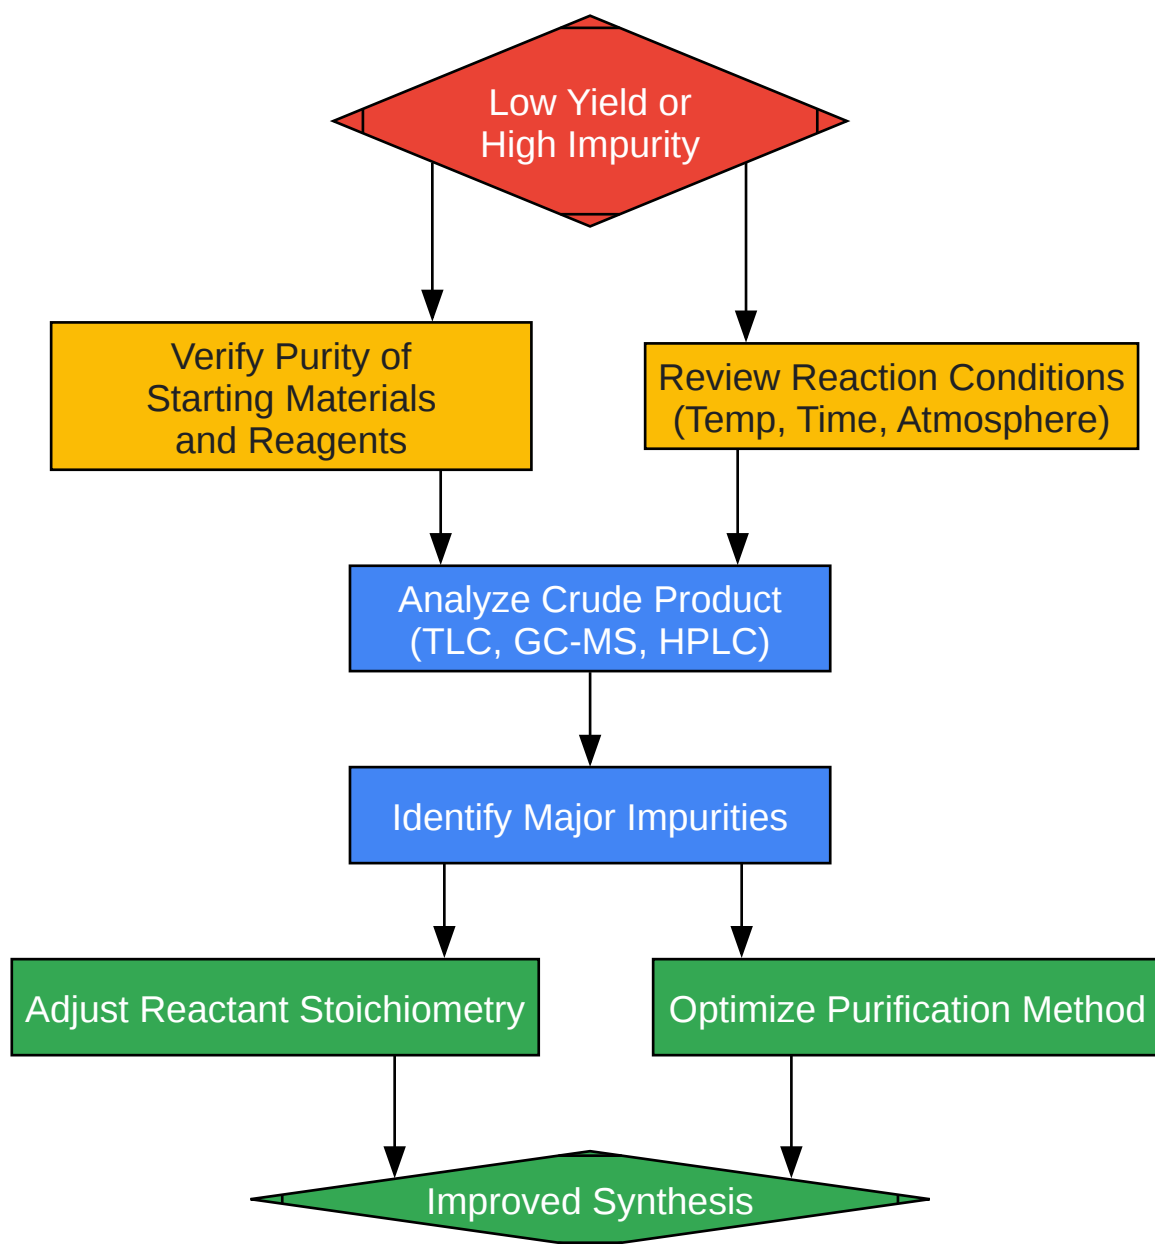 Low Yield or
High Impurity
Verify Purity of
Starting Materials
and Reagents
Review Reaction Conditions
(Temp, Time, Atmosphere)
Analyze Crude Product
(TLC, GC-MS, HPLC)
Identify Major Impurities
Adjust Reactant Stoichiometry
Optimize Purification Method
Improved Synthesis